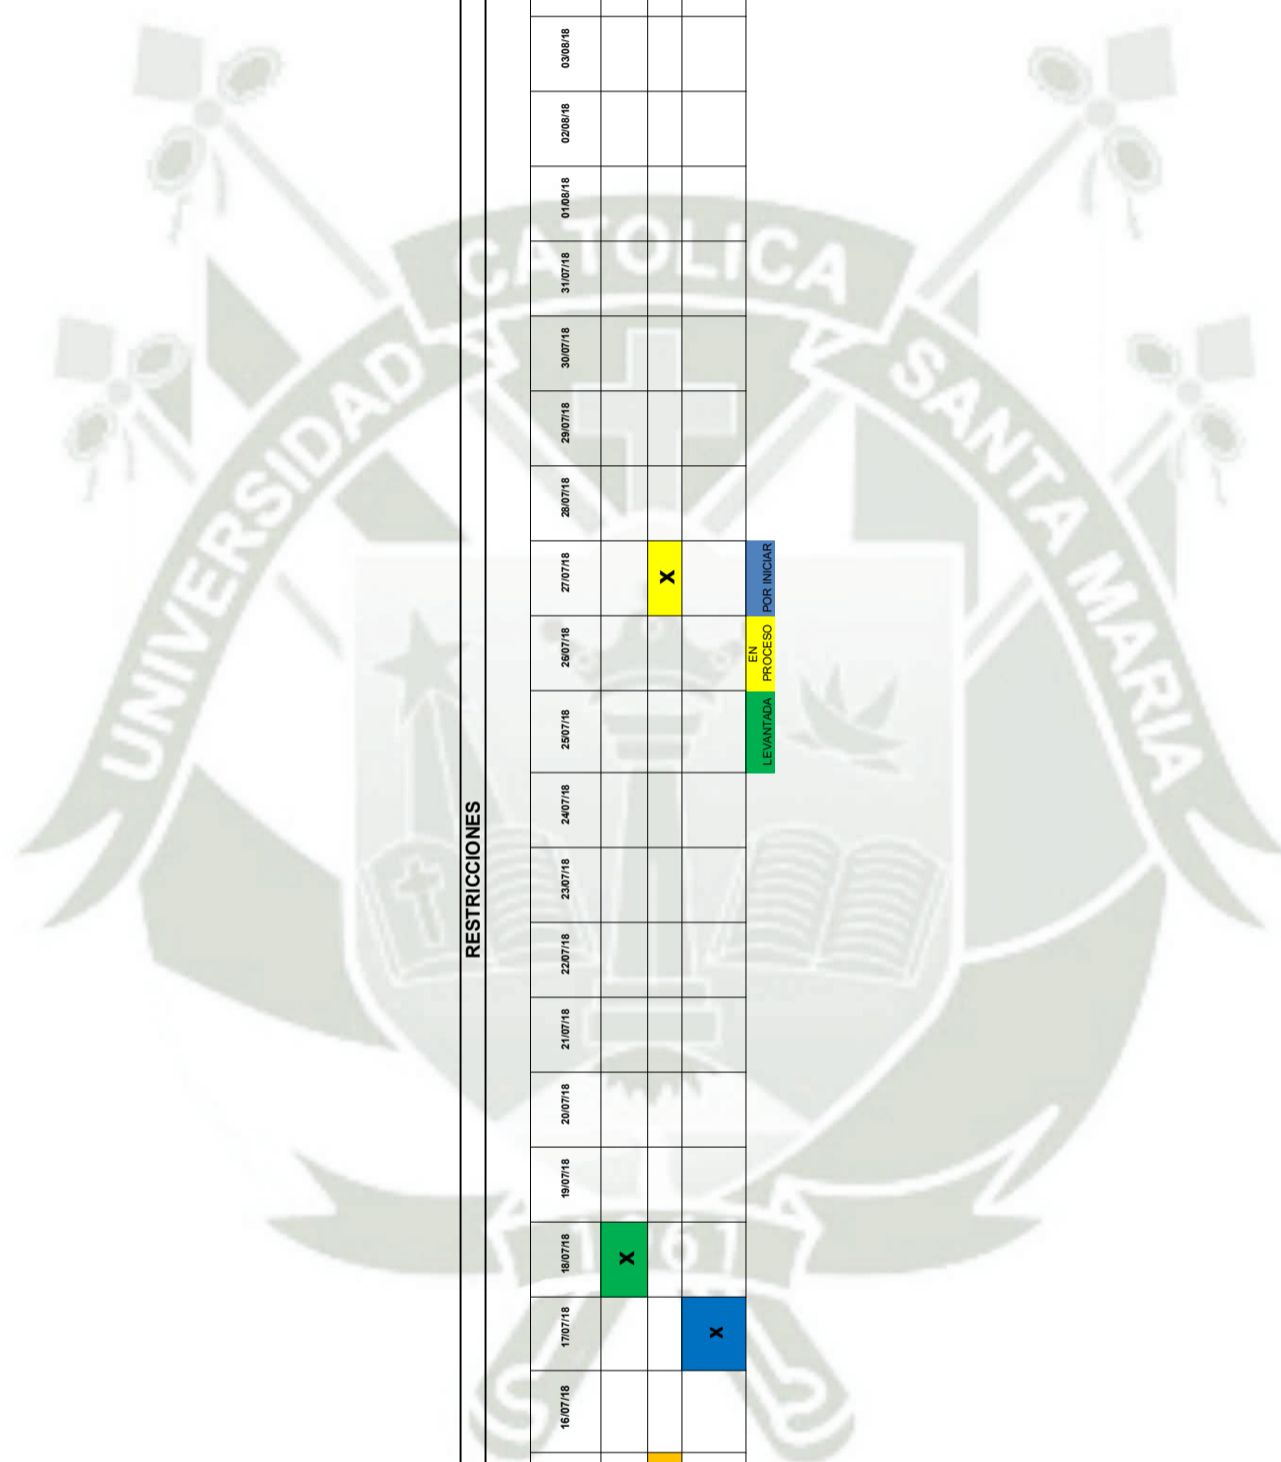 RESTRICCIONES
16/07/18
17/07/18
18/07/18
19/07/18
20/07/18
21/07/18
22/07/18
23/07/18
24/07/18
25/07/18
26/07/18
27/07/18
28/07/18
29/07/18
30/07/18
31/07/18
01/08/18
02/08/18
03/08/18
X
X
X
LEVANTADA
EN
PROCESO
POR INICIAR
UNIVERSIDAD CATOLICA SANTA MARIA
1961